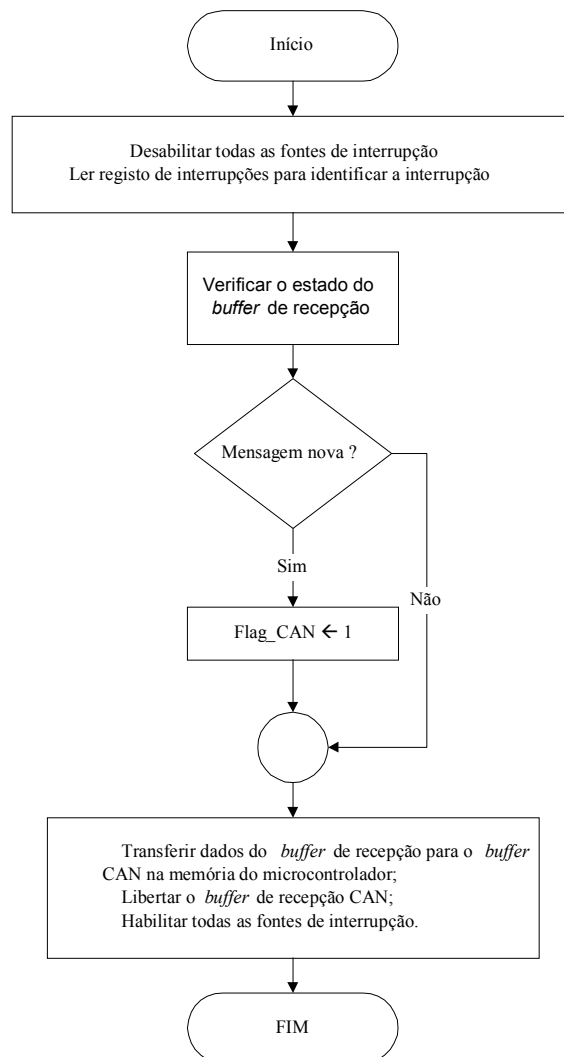 Início
Desabilitar todas as fontes de interrupção
Ler registo de interrupções para identificar a interrupção
Verificar o estado do
buffer de recepção
Mensagem nova ?
Sim
Não
Flag_CAN ← 1
Transferir dados do buffer de recepção para o buffer
CAN na memória do microcontrolador;
Libertar o buffer de recepção CAN;
Habilitar todas as fontes de interrupção.
FIM